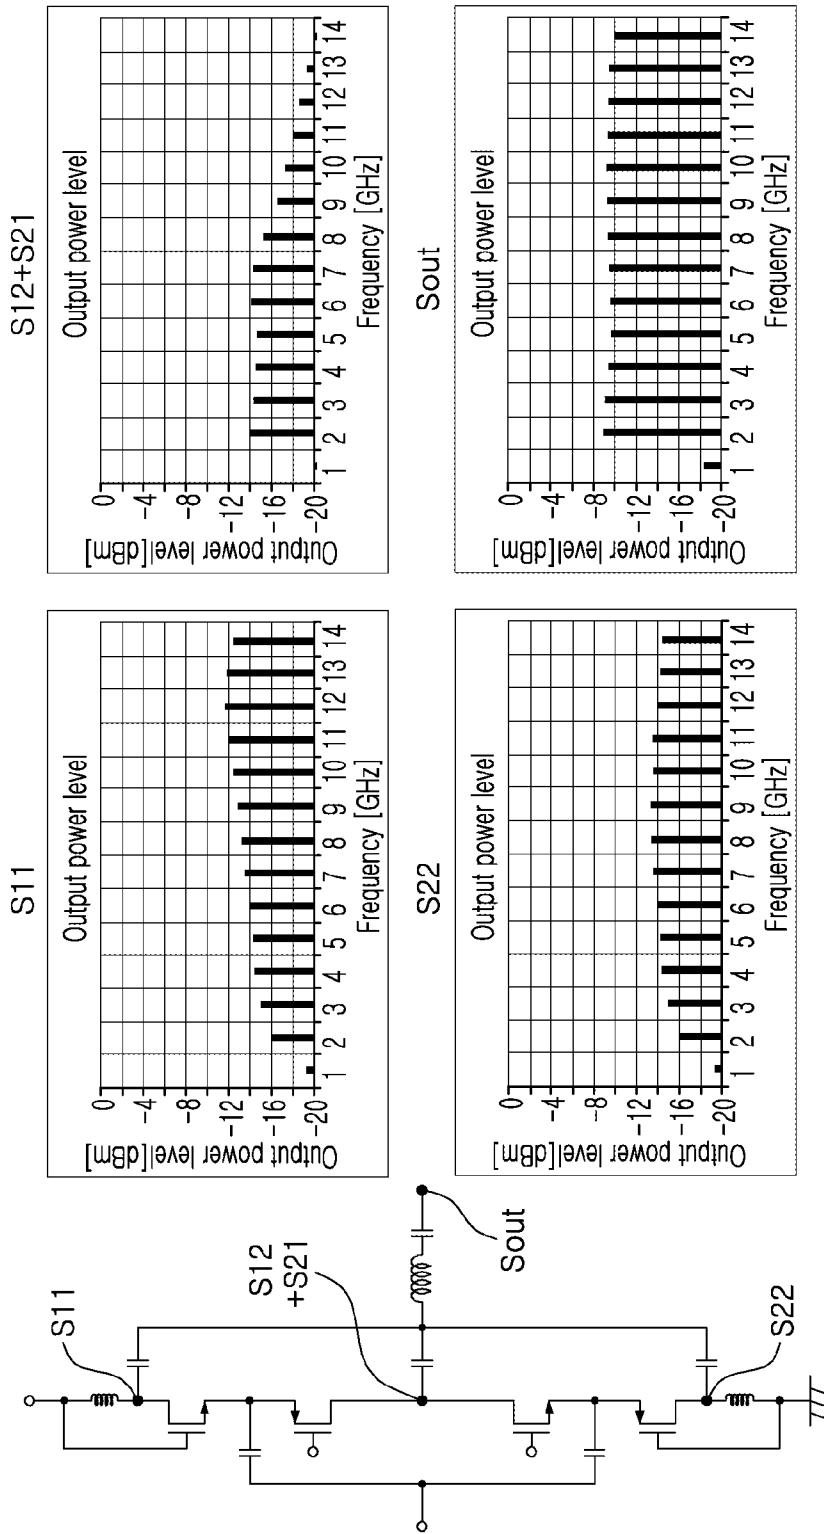 S11
S12
+S21
Sout
S22
S11
Output power level
Output power level[dBm]
0
-4
-8
-12
-16
-20
1 2 3 4 5 6 7 8 9 10 11 12 13 14
Frequency [GHz]
S12+S21
Output power level
Output power level[dBm]
0
-4
-8
-12
-16
-20
1 2 3 4 5 6 7 8 9 10 11 12 13 14
Frequency [GHz]
S22
Output power level
Output power level[dBm]
0
-4
-8
-12
-16
-20
1 2 3 4 5 6 7 8 9 10 11 12 13 14
Frequency [GHz]
Sout
Output power level
Output power level[dBm]
0
-4
-8
-12
-16
-20
1 2 3 4 5 6 7 8 9 10 11 12 13 14
Frequency [GHz]